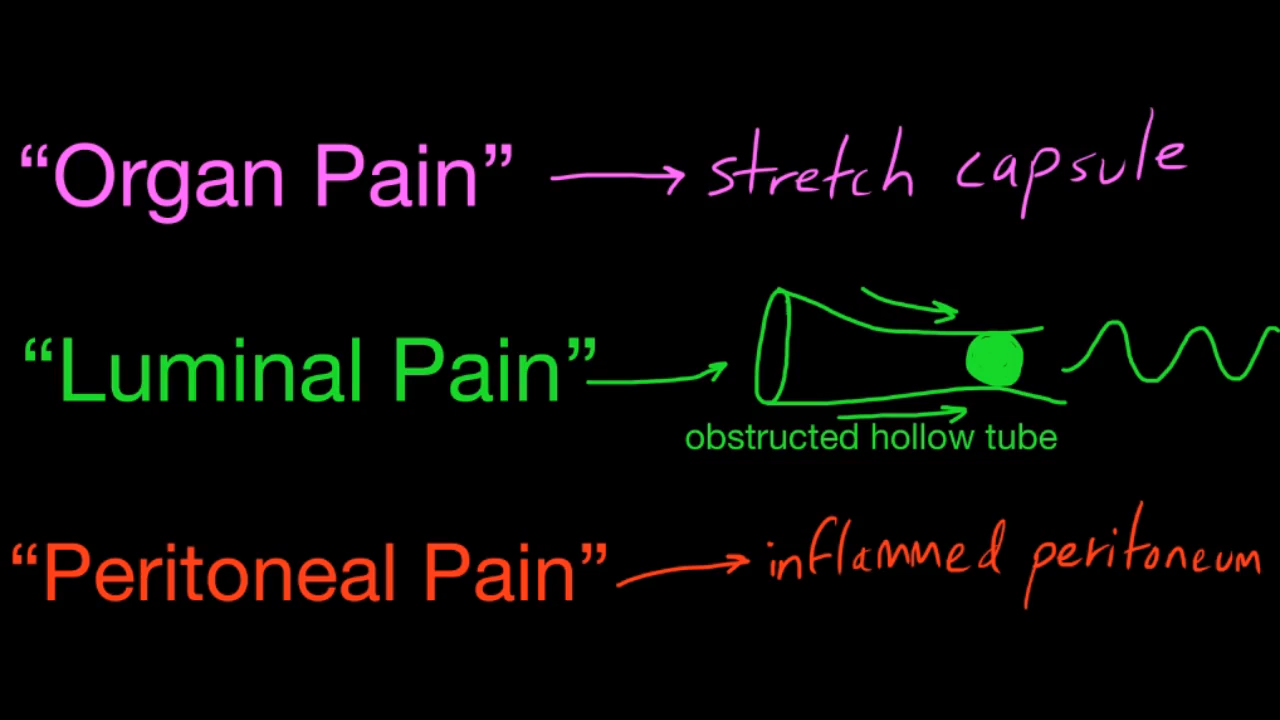 “Organ Pain” → stretch capsule
“Luminal Pain” →
obstructed hollow tube
“Peritoneal Pain” → inflammed peritoneum